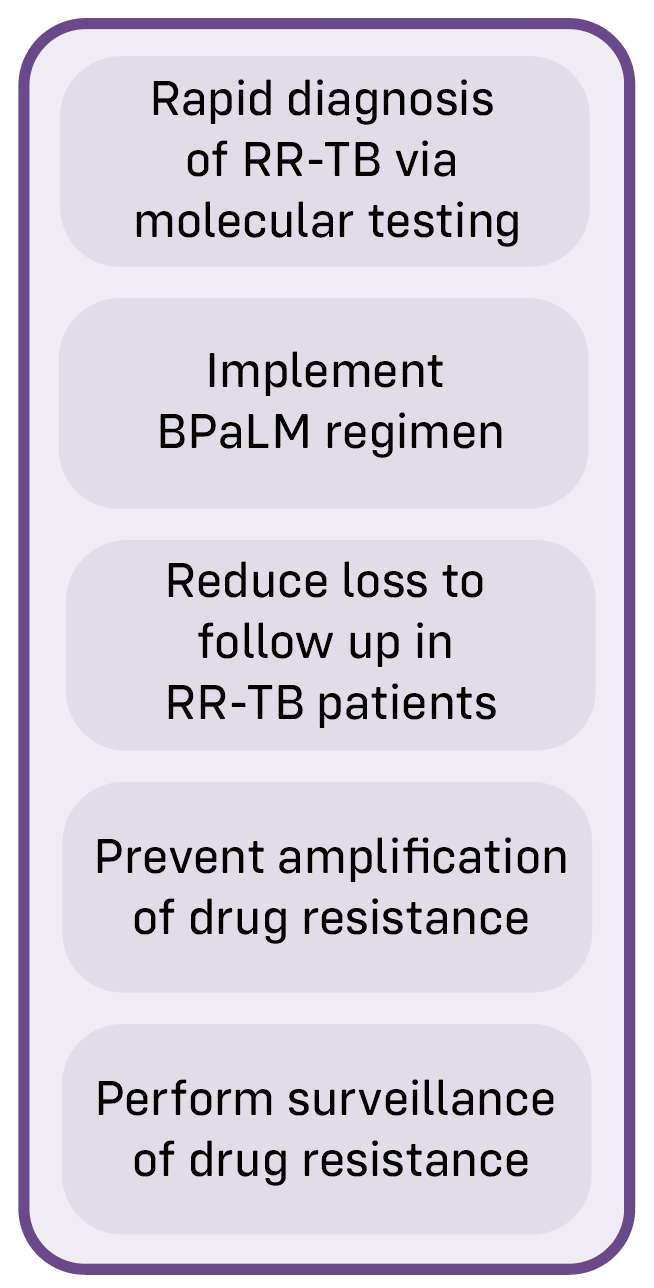 Rapid diagnosis
of RR-TB via
molecular testing
Implement
BPaLM regimen
Reduce loss to
follow up in
RR-TB patients
Prevent amplification
of drug resistance
Perform surveillance
of drug resistance